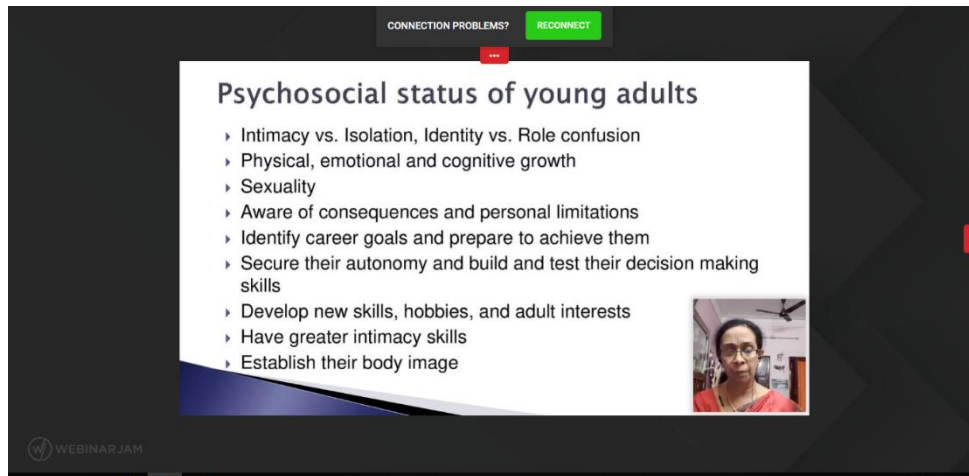 CONNECTION PROBLEMS? RECONNECT
Psychosocial status of young adults
Intimacy vs. Isolation, Identity vs. Role confusion
Physical, emotional and cognitive growth
Sexuality
Aware of consequences and personal limitations
Identify career goals and prepare to achieve them
Secure their autonomy and build and test their decision making
skills
Develop new skills, hobbies, and adult interests
Have greater intimacy skills
Establish their body image
WEBINARJAM